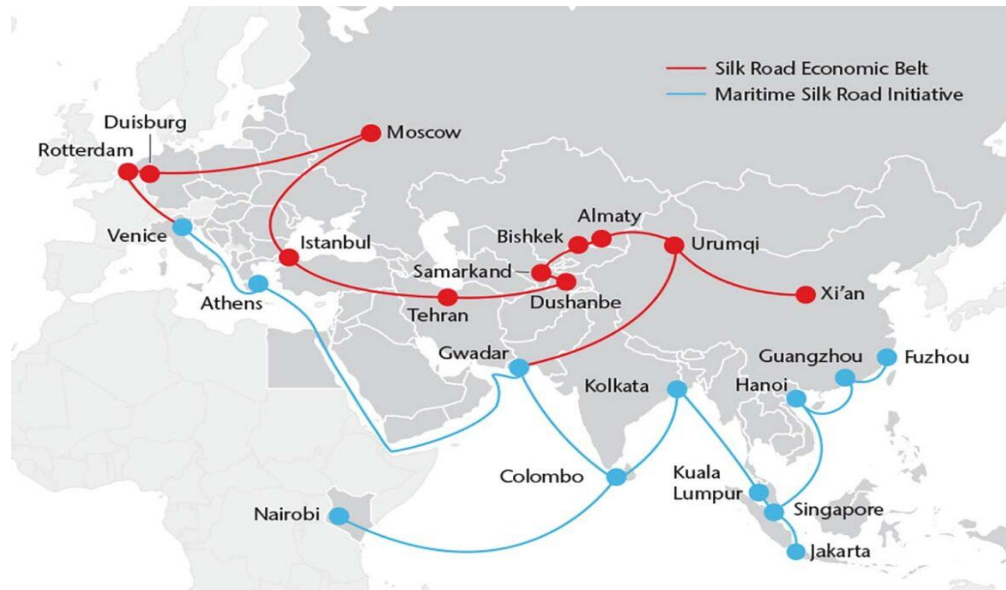 Silk Road Economic Belt
Maritime Silk Road Initiative
Duisburg
Moscow
Rotterdam
Almaty
Venice
Istanbul
Bishkek
Urumqi
Samarkand
Athens
Tehran
Dushanbe
Xi'an
Gwadar
Guangzhou
Fuzhou
Kolkata
Hanoi
Colombo
Kuala
Lumpur
Nairobi
Singapore
Jakarta